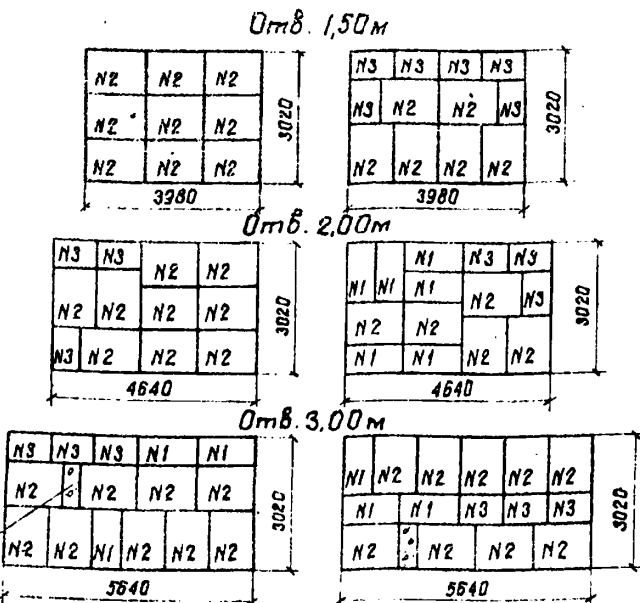 Отв. 1,50м
N2 N2 N2
N2 N2 N2
N2 N2 N2
3980
3020
N3 N3 N3 N3
N3 N2 N2 N3
N2 N2 N2 N2
3980
3020
Отв. 2,00м
N3 N3 N2 N2
N2 N2 N2 N2
N3 N2 N2 N2
4640
3020
N1 N3 N3
N1 N1 N1 N2 N3
N2 N2
N1 N1 N2 N2
4640
3020
Отв. 3,00м
N3 N3 N3 N1 N1
N2 N2 N2 N2
N2 N2 N1 N2 N2 N2
5640
3020
N1 N2 N2 N2 N2 N2
N1 N1 N3 N3 N3
N2 N2 N2 N2
5640
3020